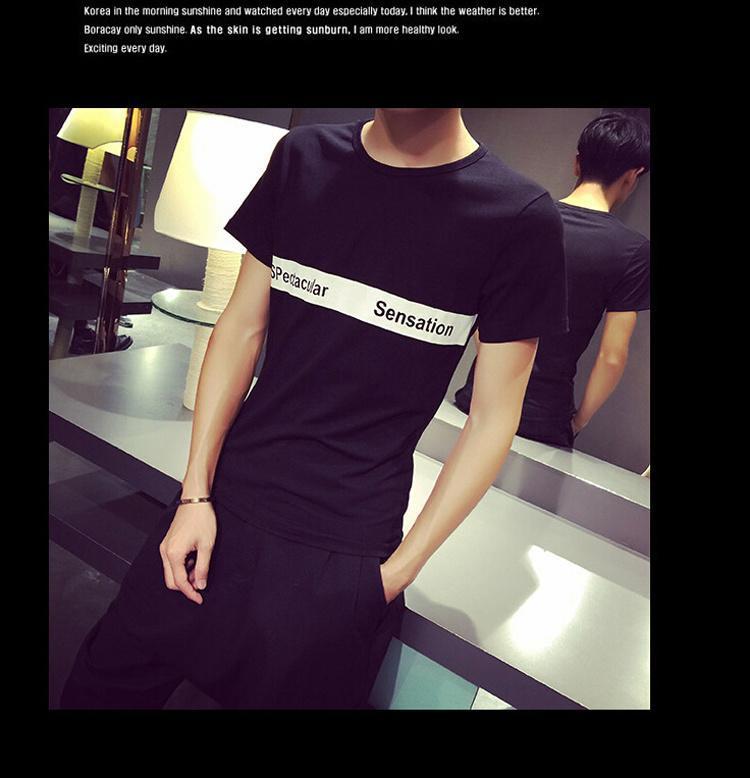 Korea in the morning sunshine and watched every day especially today, I think the weather is better.
Boracay only sunshine. As the skin is getting sunburn, I am more healthy look.
Exciting every day.
SPectacular Sensation